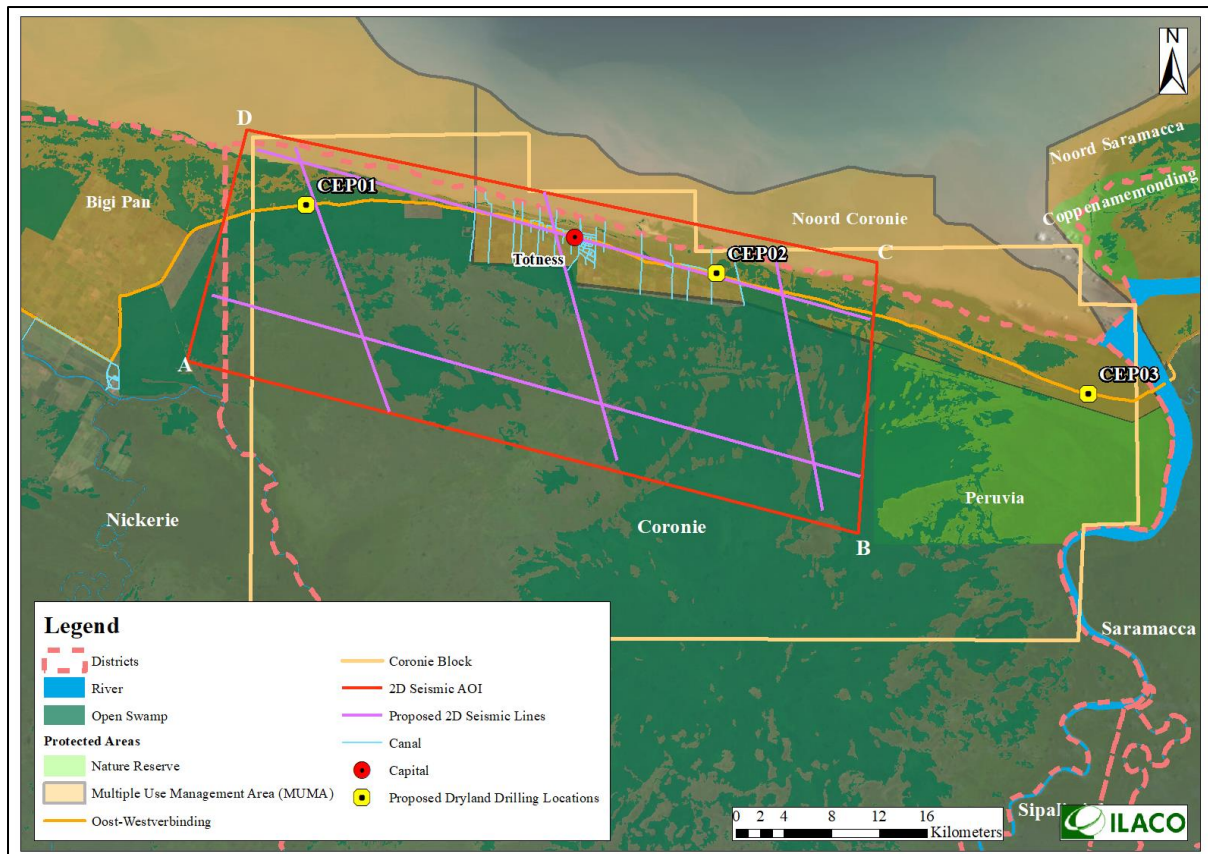 N
D
Noord Saramacca
CEP01
Coppenamemonding
Bigi Pan
Noord Coronie
Totness
CEP02
C
A
CEP03
Peruvia
Nickerie
Coronie
B
Saramacca
Legend
Districts
River
Open Swamp
Protected Areas
Nature Reserve
Multiple Use Management Area (MUMA)
Oost-Westverbinding
Coronie Block
2D Seismic AOI
Proposed 2D Seismic Lines
Canal
Capital
Proposed Dryland Drilling Locations
0 2 4 8 12 16
Kilometers
ILACO